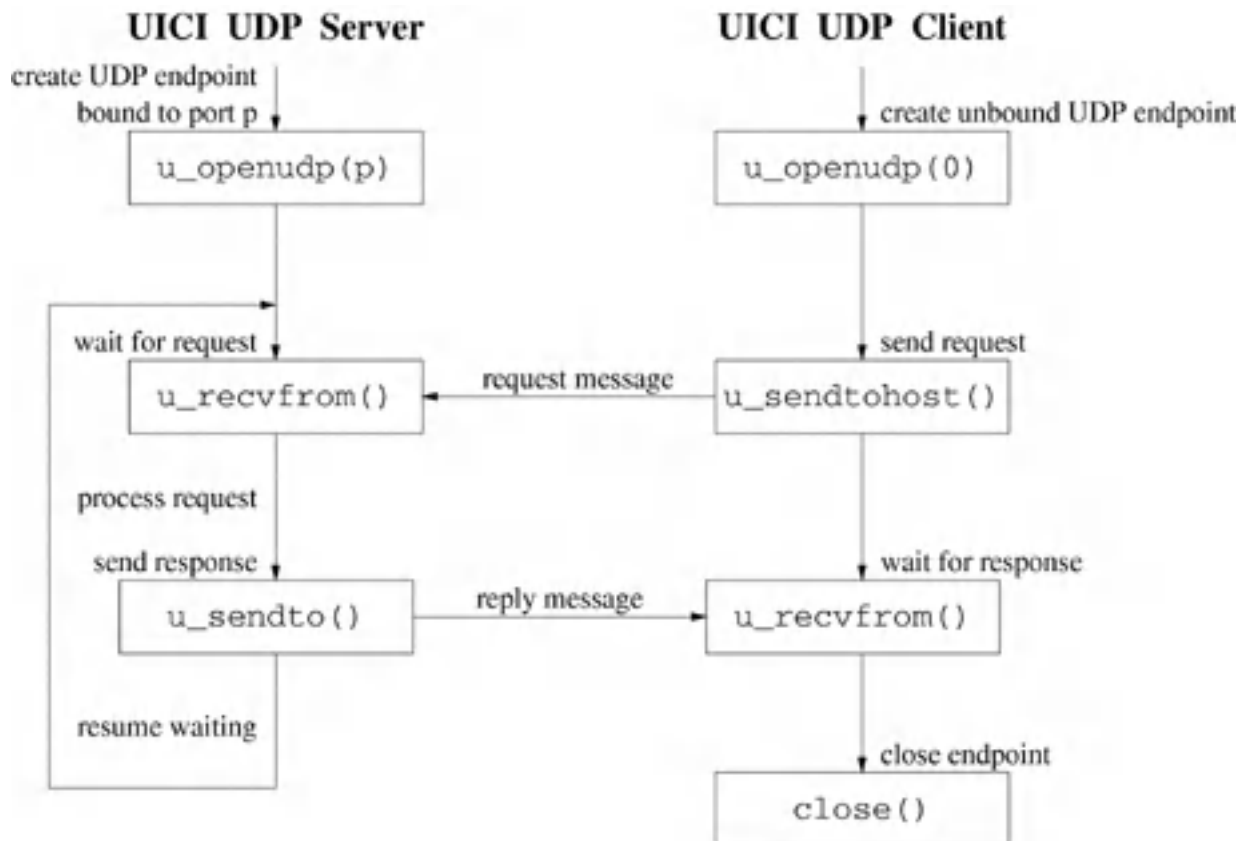 UICI UDP Server
UICI UDP Client
create UDP endpoint
bound to port p
create unbound UDP endpoint
u_openudp(p)
u_openudp(0)
wait for request
send request
u_recvfrom()
request message
u_sendtohost()
process request
send response
wait for response
u_sendto()
reply message
u_recvfrom()
resume waiting
close endpoint
close()